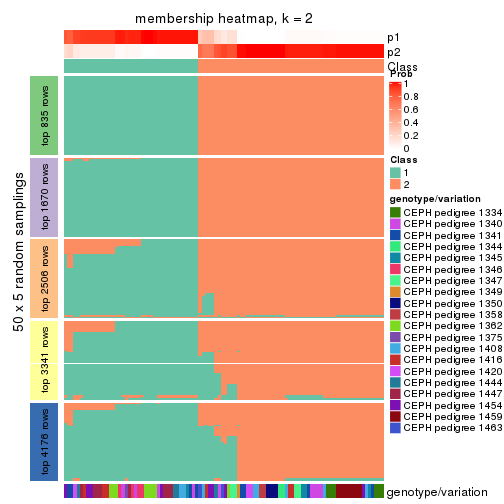 membership heatmap, k = 2
p1
p2
Class
Prob
1
0.8
0.6
0.4
0.2
0
Class
1
2
genotype/variation
CEPH pedigree 1334
CEPH pedigree 1340
CEPH pedigree 1341
CEPH pedigree 1344
CEPH pedigree 1345
CEPH pedigree 1346
CEPH pedigree 1347
CEPH pedigree 1349
CEPH pedigree 1350
CEPH pedigree 1358
CEPH pedigree 1362
CEPH pedigree 1375
CEPH pedigree 1408
CEPH pedigree 1416
CEPH pedigree 1420
CEPH pedigree 1444
CEPH pedigree 1447
CEPH pedigree 1454
CEPH pedigree 1459
CEPH pedigree 1463
50 x 5 random samplings
top 835 rows
top 1670 rows
top 2506 rows
top 3341 rows
top 4176 rows
genotype/variation